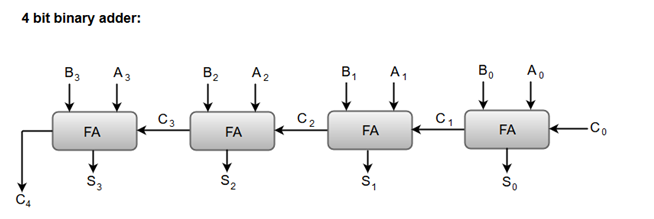 4 bit binary adder:
B3 A3 B2 A2 B1 A1 B0 A0
C3 C2 C1
FA FA FA FA C0
S3 S2 S1 S0
C4